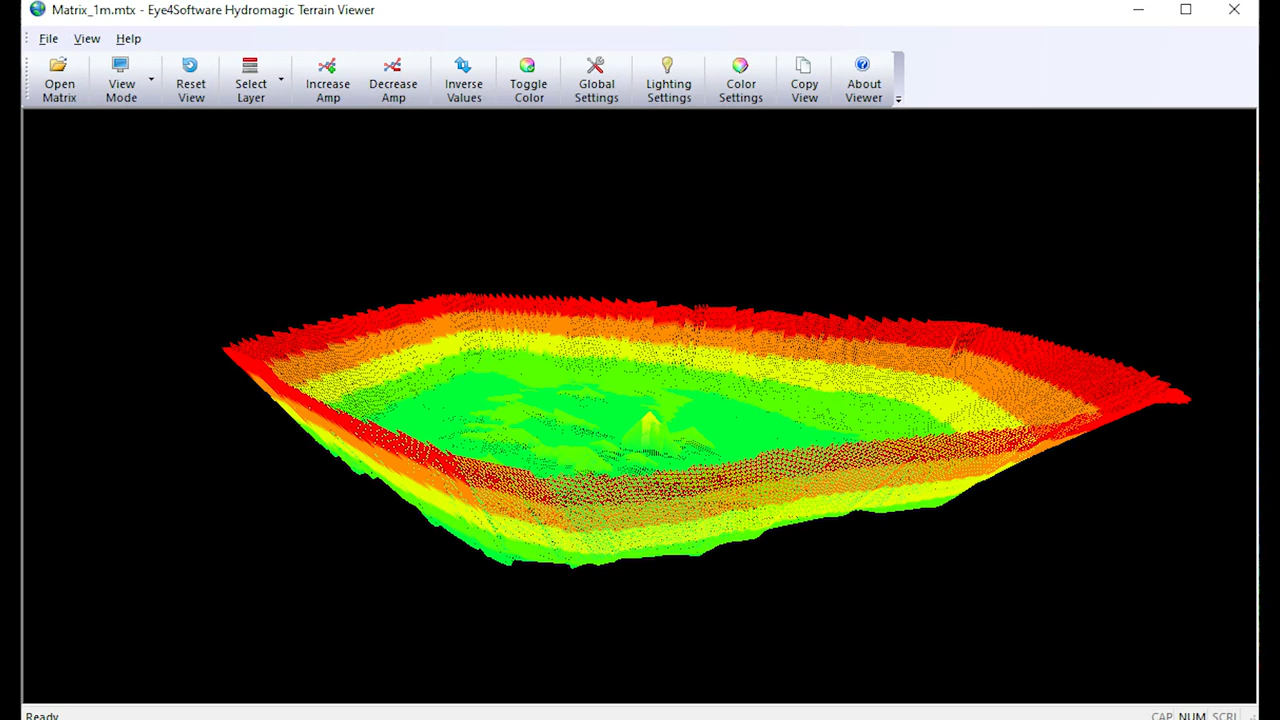 Matrix_1m.mtx - Eye4Software Hydromagic Terrain Viewer
File View Help
Open Matrix
View Mode
Reset View
Select Layer
Increase Amp
Decrease Amp
Inverse Values
Toggle Color
Global Settings
Lighting Settings
Color Settings
Copy View
About Viewer
Ready
CAP NUM SCRL